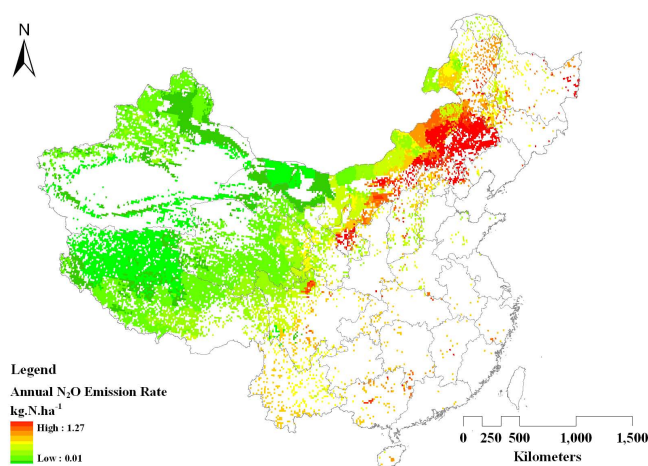 N
Legend
Annual N₂O Emission Rate
kg.N.ha⁻¹
High : 1.27
Low : 0.01
0 250 500 1,000 1,500
Kilometers